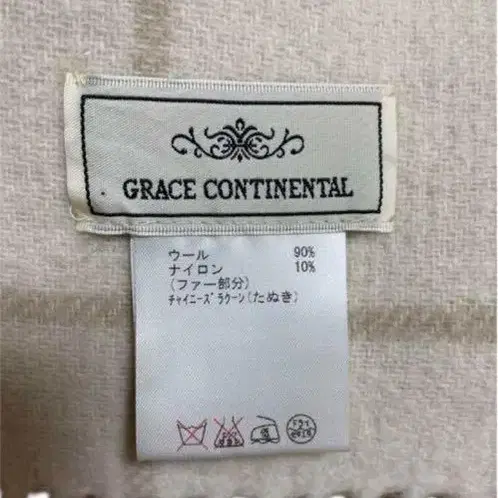 GRACE CONTINENTAL
ウール 90%
ナイロン 10%
(ファー部分)
チャイニーズラクーン(たぬき)